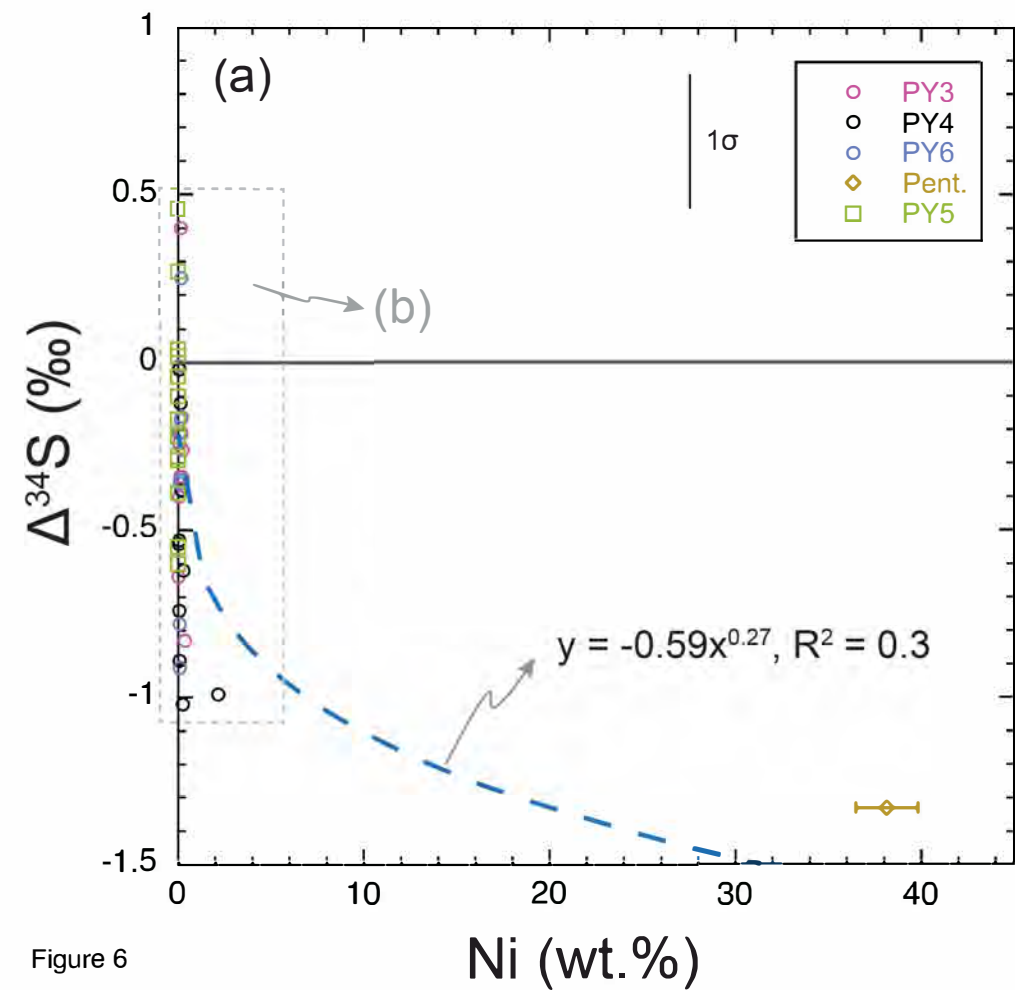 (a)
1
0.5
0
-0.5
-1
-1.5
Δ³⁴S (‰)
1σ
PY3
PY4
PY6
Pent.
PY5
(b)
y = -0.59x⁰·²⁷, R² = 0.3
0
10
20
30
40
Ni (wt.%)
Figure 6